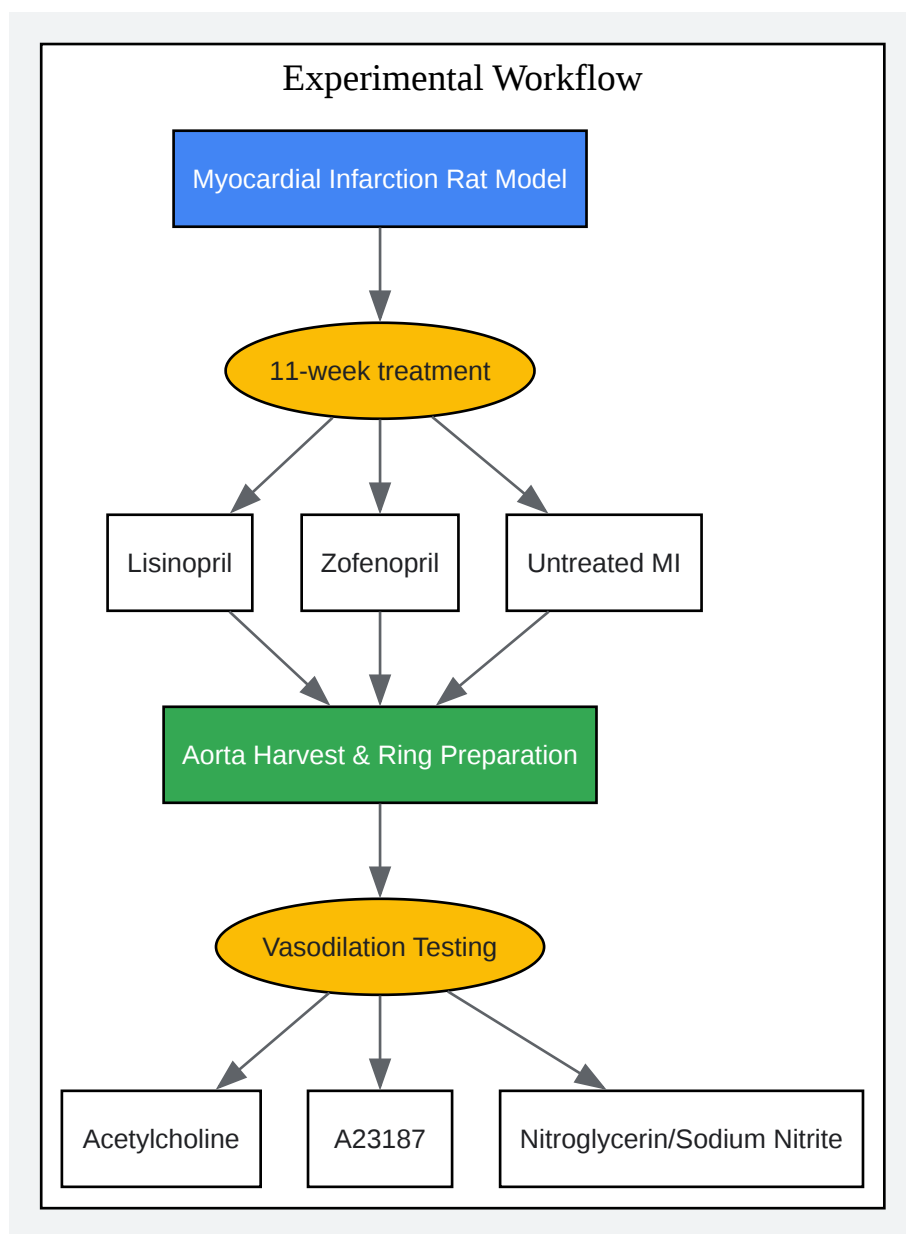 Experimental Workflow
Myocardial Infarction Rat Model
11-week treatment
Lisinopril
Zofenopril
Untreated MI
Aorta Harvest & Ring Preparation
Vasodilation Testing
Acetylcholine
A23187
Nitroglycerin/Sodium Nitrite